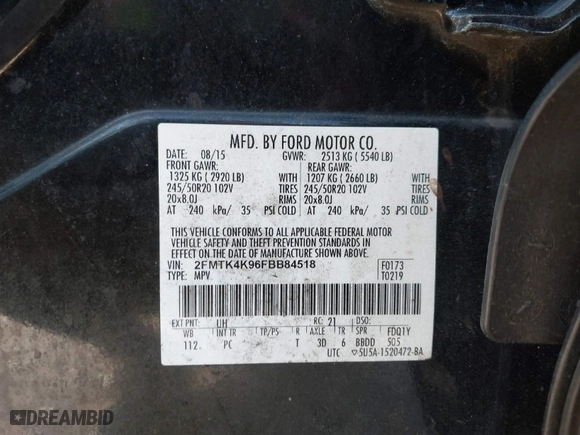 MFD. BY FORD MOTOR CO.
DATE: 08/15 GVWR: 2513 KG ( 5540 LB)
FRONT GAWR: REAR GAWR:
1325 KG ( 2920 LB) 1207 KG ( 2660 LB)
245/50R20 102V TIRES 245/50R20 102V TIRES
20x8.0J RIMS 20x8.0J RIMS
AT 240 kPa/ 35 PSI COLD AT 240 kPa/ 35 PSI COLD
THIS VEHICLE CONFORMS TO ALL APPLICABLE FEDERAL MOTOR
VEHICLE SAFETY AND THEFT PREVENTION STANDARDS IN
EFFECT ON THE DATE OF MANUFACTURE SHOWN ABOVE.
VIN: 2FMTK4K96FBB84518 F0173
TYPE: MPV T0219
EXT PNT: UH RC: 21 DSO:
WB INT TR TP/PS R AXLE TR SPR FDQ1Y
112 PC T 3D 6 BBDD 505
UTC 5U5A-1520472-BA
DREAMBID